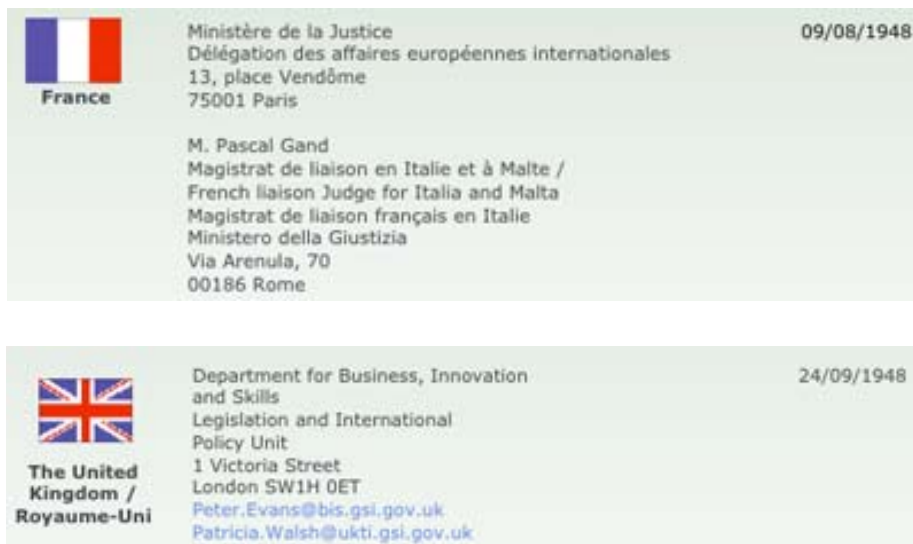 France
Ministère de la Justice
Délégation des affaires européennes internationales
13, place Vendôme
75001 Paris
M. Pascal Gand
Magistrat de liaison en Italie et à Malte /
French liaison Judge for Italia and Malta
Magistrat de liaison français en Italie
Ministero della Giustizia
Via Arenula, 70
00186 Rome
09/08/1948
The United
Kingdom /
Royaume-Uni
Department for Business, Innovation
and Skills
Legislation and International
Policy Unit
1 Victoria Street
London SW1H 0ET
Peter.Evans@bis.gsi.gov.uk
Patricia.Walsh@ukti.gsi.gov.uk
24/09/1948